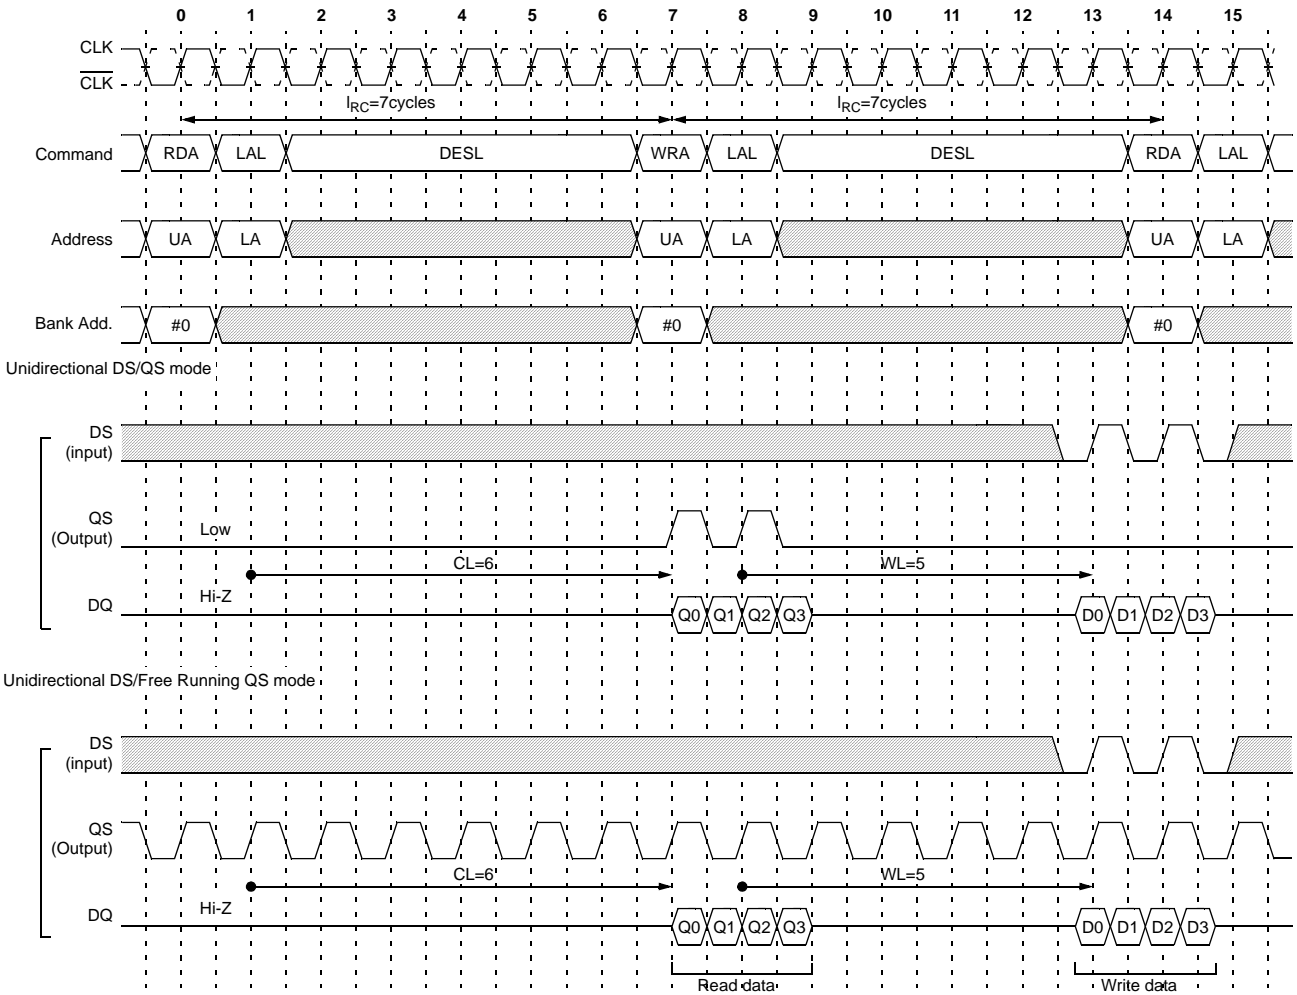 0 1 2 3 4 5 6 7 8 9 10 11 12 13 14 15
CLK
CLK
IRC=7cycles IRC=7cycles
Command RDA LAL DESL WRA LAL DESL RDA LAL
Address UA LA UA LA UA LA
Bank Add. #0 #0 #0
Unidirectional DS/QS mode
DS
(input)
QS
(Output)
Low
CL=6 WL=5
DQ Hi-Z Q0 Q1 Q2 Q3 D0 D1 D2 D3
Unidirectional DS/Free Running QS mode
DS
(input)
QS
(Output)
CL=6 WL=5
DQ Hi-Z Q0 Q1 Q2 Q3 D0 D1 D2 D3
Read data Write data